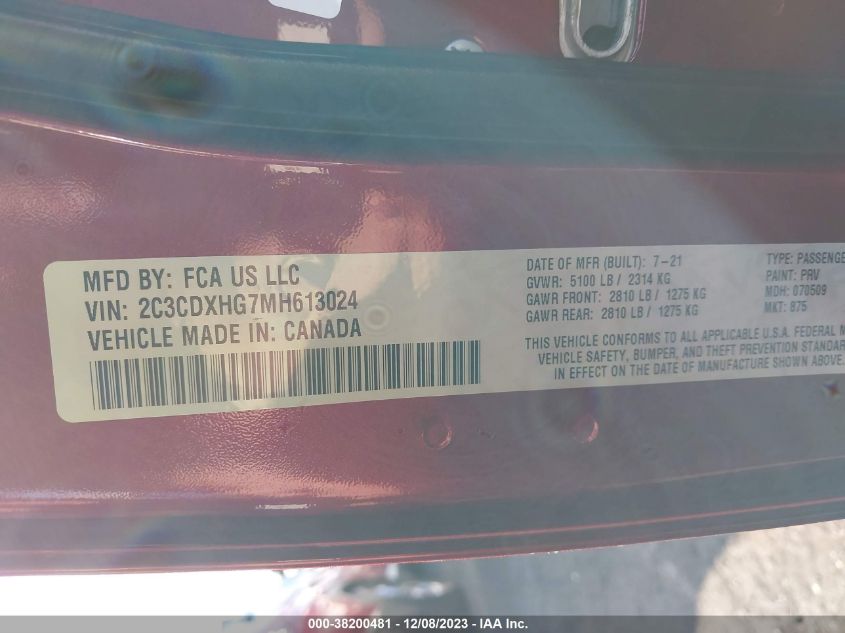 MFD BY: FCA US LLC
VIN: 2C3CDXHG7MH613024
VEHICLE MADE IN: CANADA
DATE OF MFR (BUILT): 7-21
GVWR: 5100 LB / 2314 KG
GAWR FRONT: 2810 LB / 1275 KG
GAWR REAR: 2810 LB / 1275 KG
TYPE: PASSENGE
PAINT: PRV
MDH: 070509
MKT: 875
THIS VEHICLE CONFORMS TO ALL APPLICABLE U.S.A. FEDERAL M
VEHICLE SAFETY, BUMPER, AND THEFT PREVENTION STANDAR
IN EFFECT ON THE DATE OF MANUFACTURE SHOWN ABOVE.
000-38200481 - 12/08/2023 - IAA Inc.